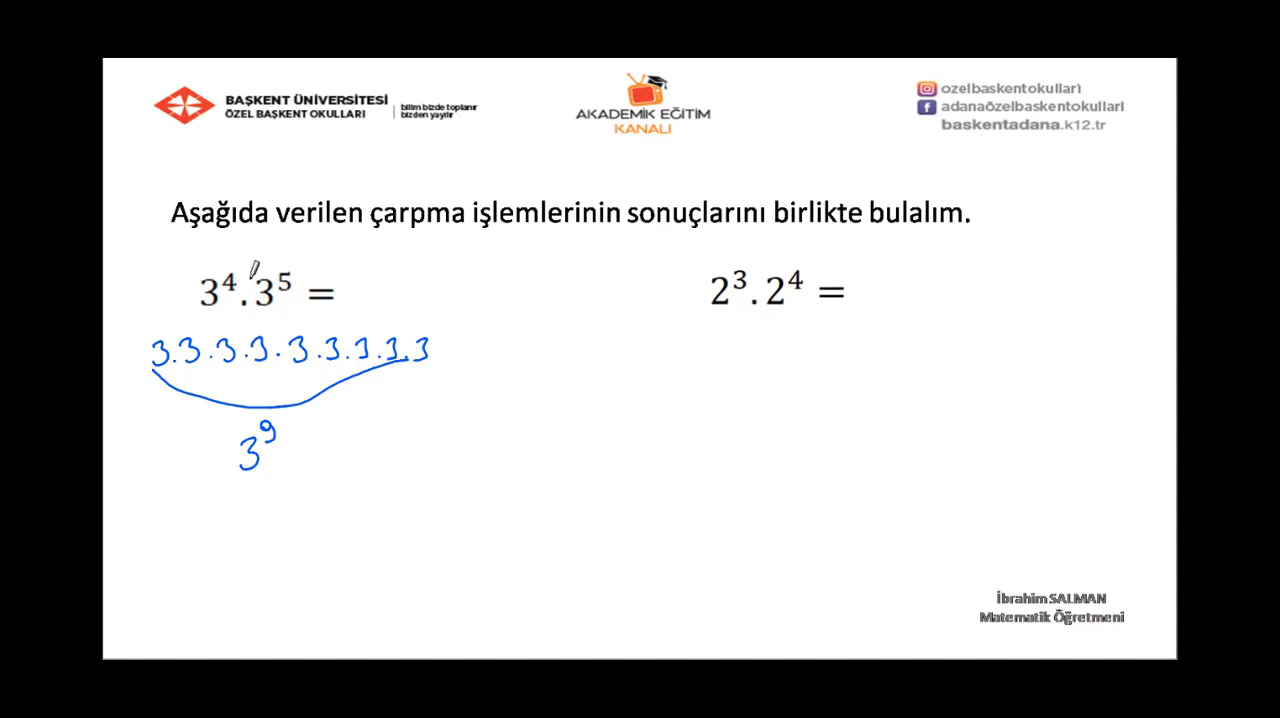 BAŞKENT ÜNİVERSİTESİ
ÖZEL BAŞKENT OKULLARI
bilim bizde toplanır
bizden yayılır
AKADEMİK EĞİTİM
KANALI
ozelbaskentokullari
adanaözelbaskentokullari
baskentadana.k12.tr
Aşağıda verilen çarpma işlemlerinin sonuçlarını birlikte bulalım.
3⁴.3⁵ =
2³.2⁴ =
3.3.3.3.3.3.3.3.3
3⁹
İbrahim SALMAN
Matematik Öğretmeni